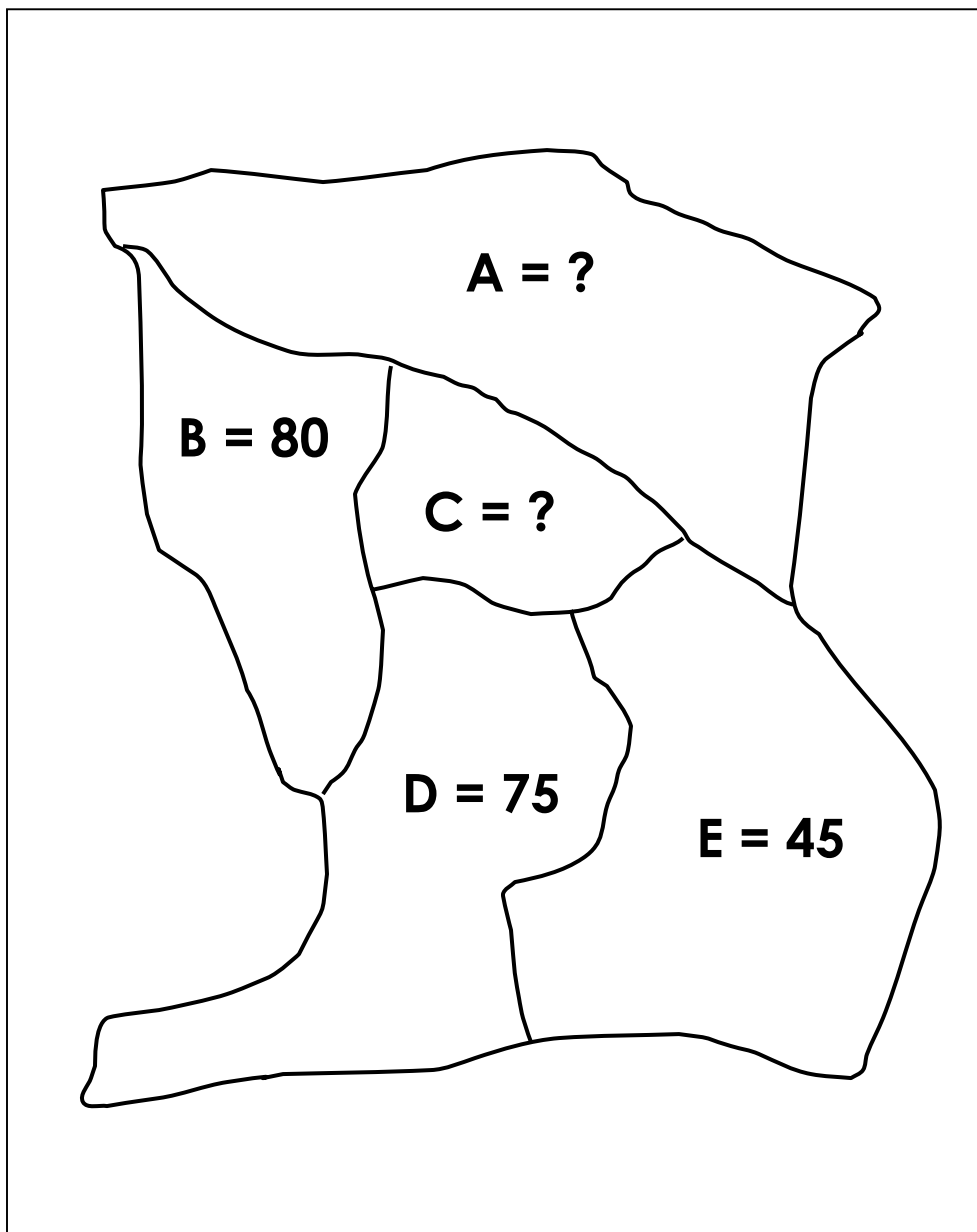 A = ?
B = 80
C = ?
D = 75
E = 45